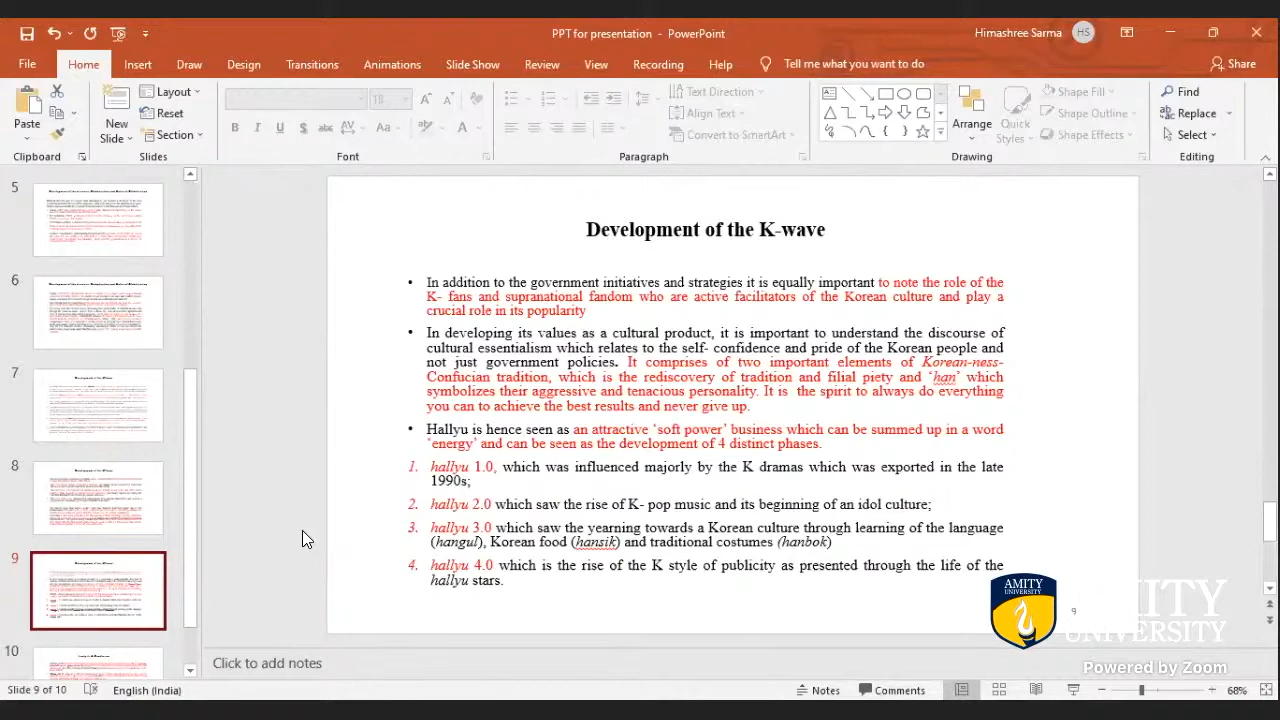 PPT for presentation - PowerPoint
Himashree Sarma
HS
File
Home
Insert
Draw
Design
Transitions
Animations
Slide Show
Review
View
Recording
Help
Tell me what you want to do
Share
Paste
Clipboard
New
Slide
Layout
Reset
Section
Slides
18
Font
Text Direction
Align Text
Convert to SmartArt
Paragraph
Arrange
Quick
Styles
Shape Fill
Shape Outline
Shape Effects
Drawing
Find
Replace
Select
Editing
5
6
7
8
9
10
Development of the K-wave
• In addition to the government initiatives and strategies it is equally important to note the role of the
K- fans and supranational fandom who are active facilitators of the Korean culture and play a
crucial role in its popularity
• In developing its values as a cultural product, it is important to understand the discourse of
cultural essentialism which relates to the self- confidence and pride of the Korean people and
not just government policies. It comprises of two important elements of Korean-ness-
Confucian tradition, which is the rediscovery of tradition and filial piety and 'han' which
symbolizes their aggressive and tenacious personality. It is the spirit to always do everything
you can to achieve the best results and never give up.
• Hallyu is also seen as an attractive 'soft power' business which can be summed up in a word
'energy' and can be seen as the development of 4 distinct phases.
1. hallyu 1.0, which was influenced majorly by the K dramas which was exported in the late
1990s;
2. hallyu 2.0 which saw the rise of K- pop music and its beginning of an idol culture;
3. hallyu 3.0 which saw the yearning towards a Korean culture through learning of the language
(hangul), Korean food (hansik) and traditional costumes (hanbok)
4. hallyu 4.0 which is the rise of the K style of publicity as presented through the life of the
hallyu stars.
9
AMITY
UNIVERSITY
AMITY
UNIVERSITY
Powered by Zoom
Click to add notes
Slide 9 of 10
English (India)
Notes
Comments
68%